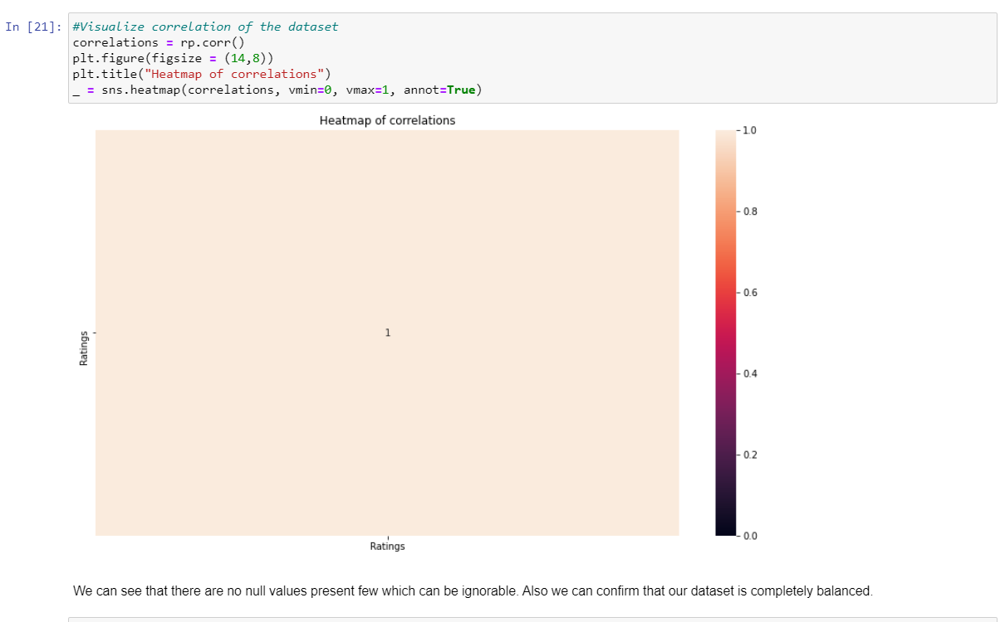 In [21]: #Visualize correlation of the dataset
correlations = rp.corr()
plt.figure(figsize = (14,8))
plt.title("Heatmap of correlations")
_ = sns.heatmap(correlations, vmin=0, vmax=1, annot=True)
Heatmap of correlations
1.0
0.8
0.6
0.4
0.2
0.0
1
Ratings
Ratings
We can see that there are no null values present few which can be ignorable. Also we can confirm that our dataset is completely balanced.